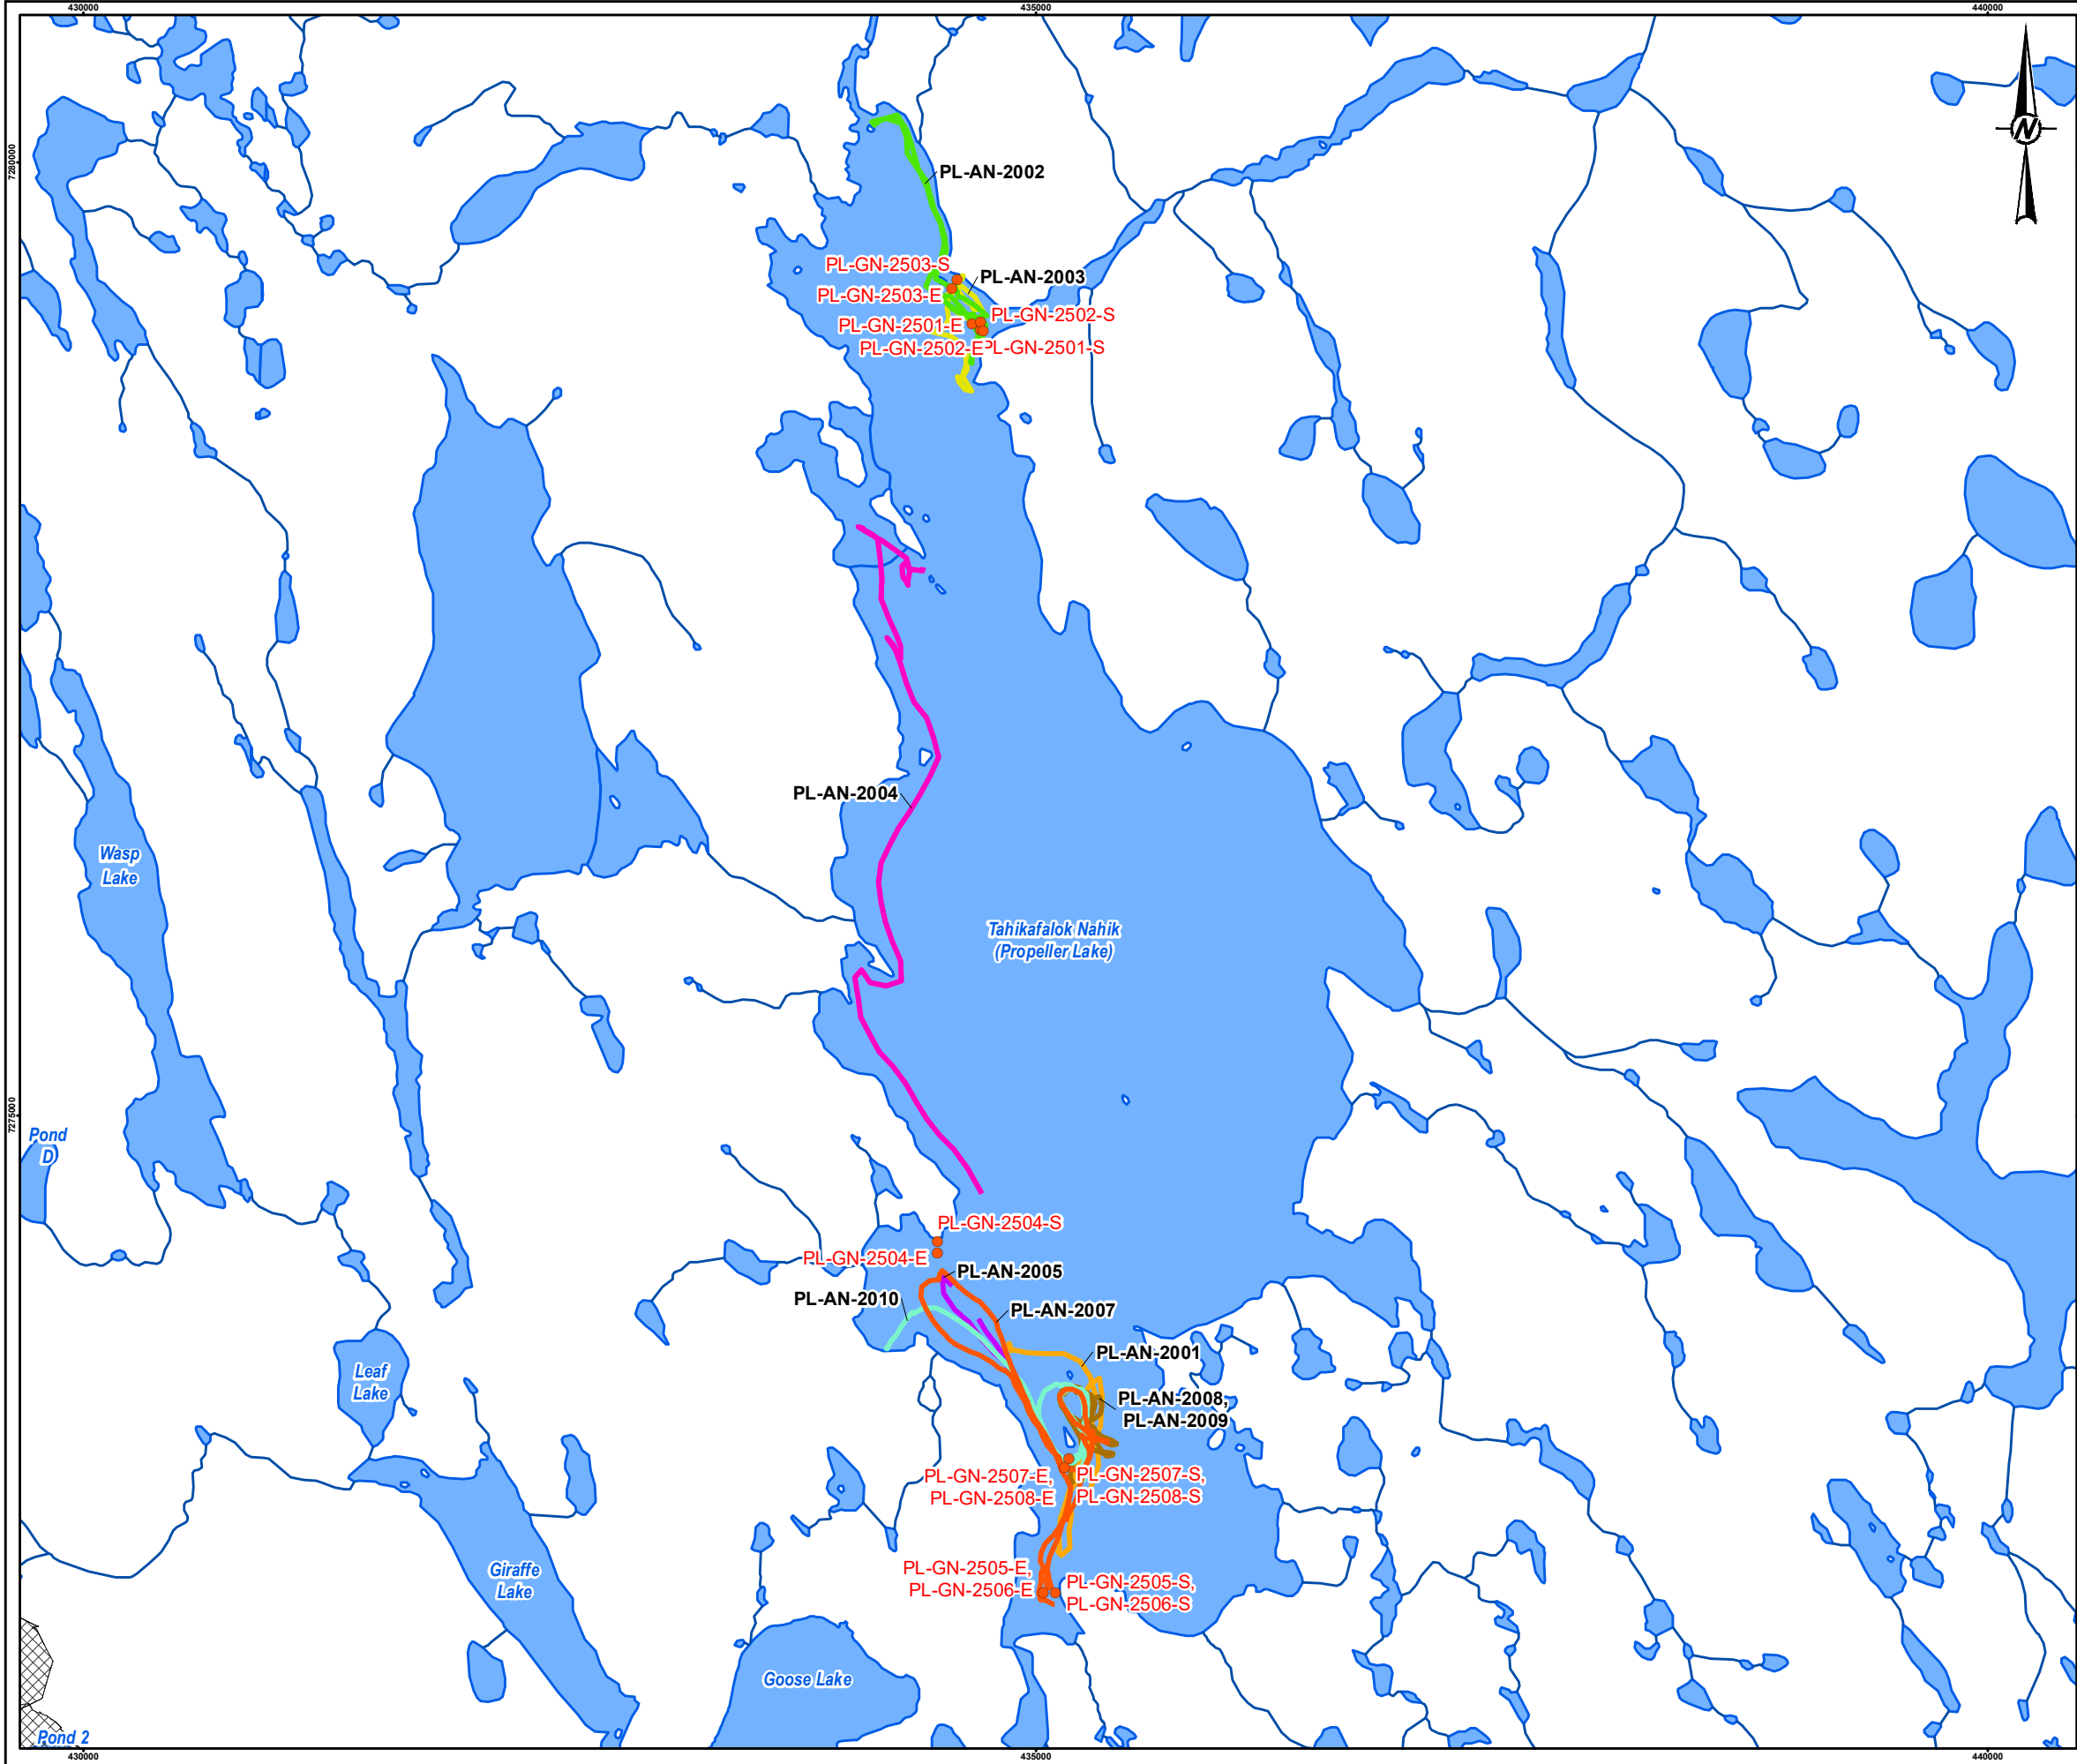 430000
435000
440000
N
7280000
PL-AN-2002
PL-GN-2503-S
PL-AN-2003
PL-GN-2503-E
PL-GN-2502-S
PL-GN-2501-E
PL-GN-2502-E
PL-GN-2501-S
PL-AN-2004
Wasp
Lake
Tahikafalok Nahik
(Propeller Lake)
7275000
Pond
D
PL-GN-2504-S
PL-GN-2504-E
PL-AN-2005
PL-AN-2010
PL-AN-2007
PL-AN-2001
Leaf
Lake
PL-AN-2008,
PL-AN-2009
PL-GN-2507-E,
PL-GN-2508-E
PL-GN-2507-S,
PL-GN-2508-S
Giraffe
Lake
PL-GN-2505-E,
PL-GN-2506-E
PL-GN-2505-S,
PL-GN-2506-S
Goose Lake
Pond 2
430000
435000
440000